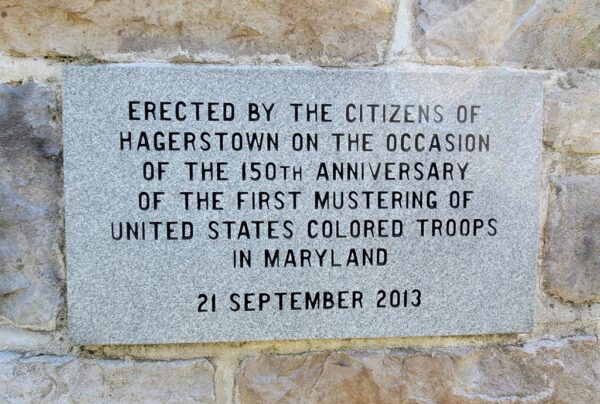 ERECTED BY THE CITIZENS OF
HAGERSTOWN ON THE OCCASION
OF THE 150TH ANNIVERSARY
OF THE FIRST MUSTERING OF
UNITED STATES COLORED TROOPS
IN MARYLAND
21 SEPTEMBER 2013